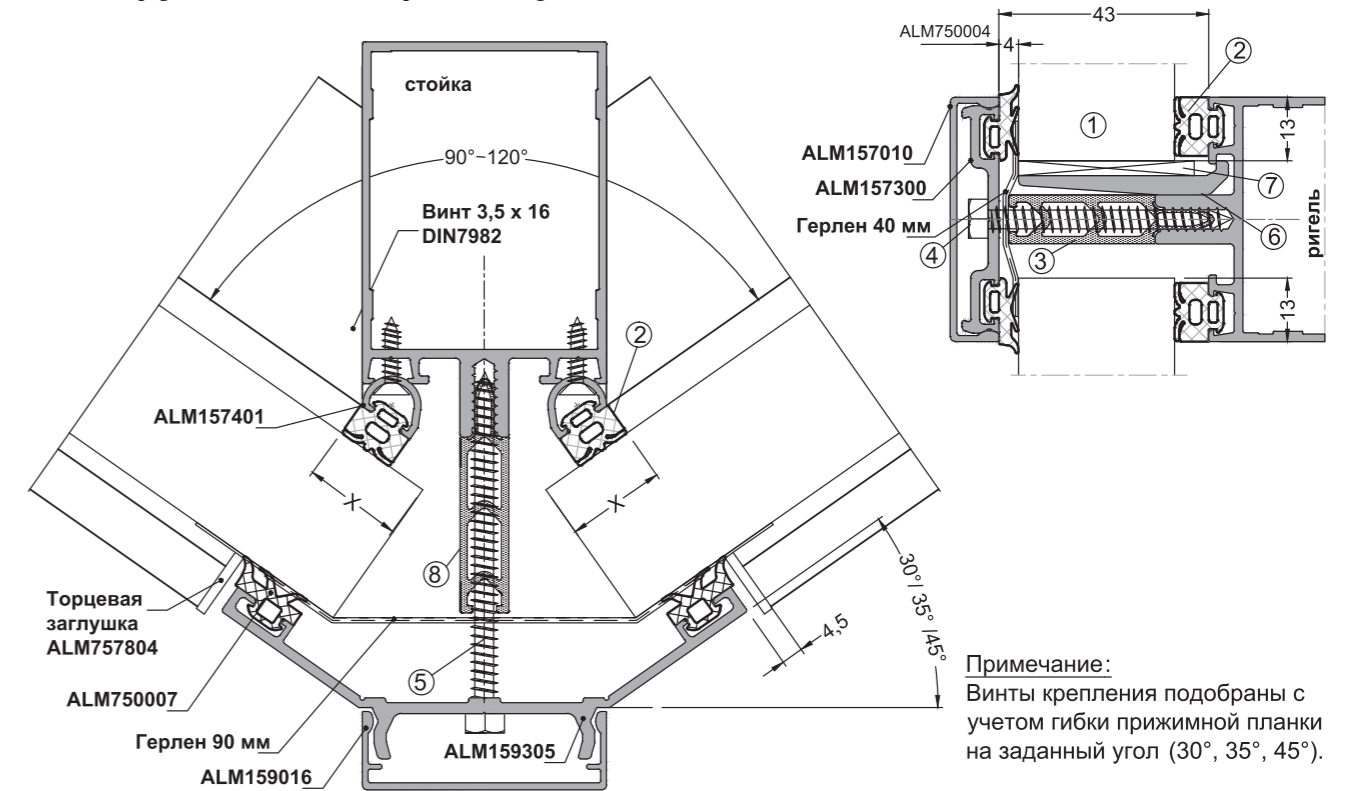 стойка
90°–120°
Винт 3,5 x 16
DIN7982
2
ALM157401
X
X
8
Торцевая
заглушка
ALM757804
ALM750007
5
Герлен 90 мм
ALM159305
ALM159016
4,5
30°/ 35° /45°
43
ALM750004
4
2
1
13
ALM157010
7
ALM157300
Герлен 40 мм
6
4
3
ригель
13
Примечание:
Винты крепления подобраны с
учетом гибки прижимной планки
на заданный угол (30°, 35°, 45°).